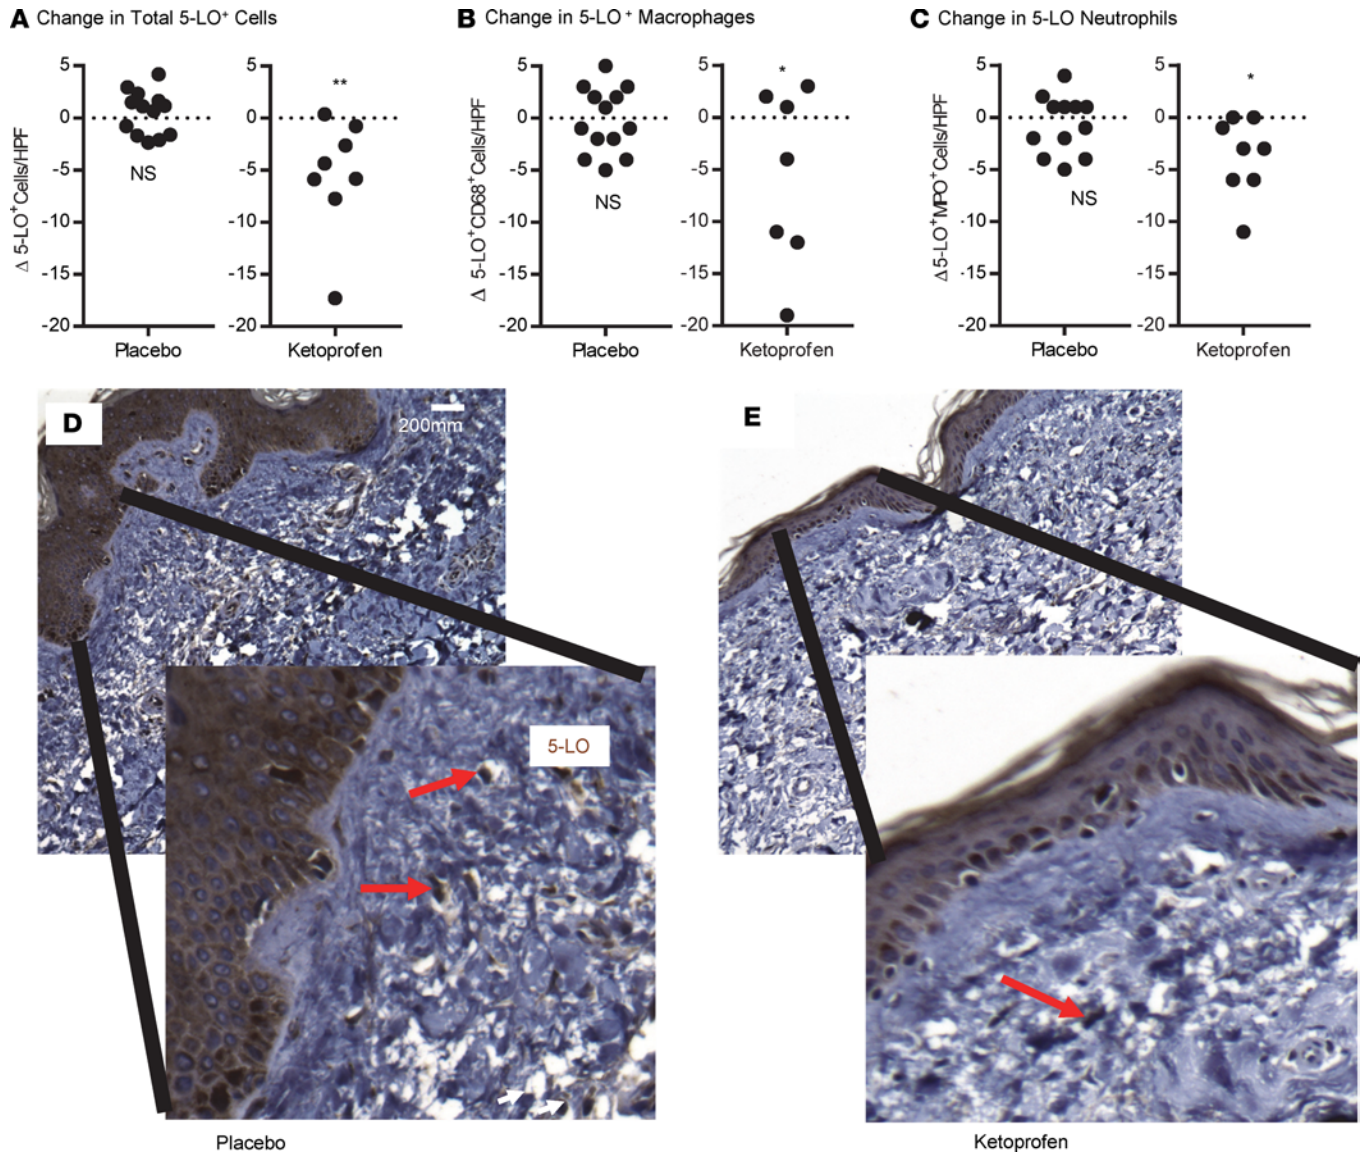 A Change in Total 5-LO⁺ Cells
B Change in 5-LO ⁺ Macrophages
C Change in 5-LO Neutrophils
Δ 5-LO⁺Cells/HPF
5
0
-5
-10
-15
-20
NS
Placebo
5
0
-5
-10
-15
-20
**
Ketoprofen
Δ 5-LO⁺CD68⁺Cells/HPF
5
0
-5
-10
-15
-20
NS
Placebo
5
0
-5
-10
-15
-20
*
Ketoprofen
Δ 5-LO⁺MPO⁺Cells/HPF
5
0
-5
-10
-15
-20
NS
Placebo
5
0
-5
-10
-15
-20
*
Ketoprofen
D
200mm
5-LO
Placebo
E
Ketoprofen